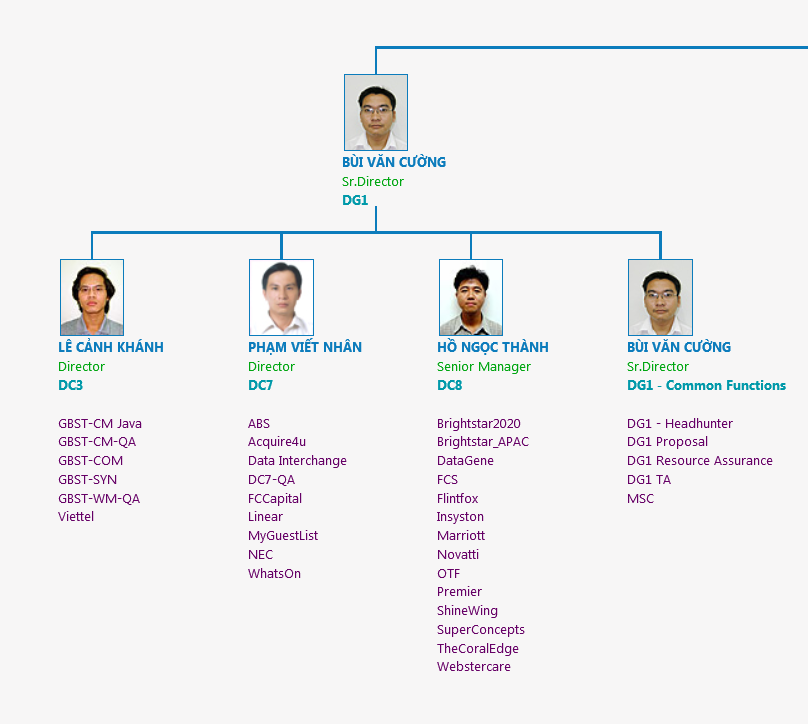 BÙI VĂN CƯỜNG
Sr.Director
DG1
LÊ CẢNH KHÁNH
Director
DC3
GBST-CM Java
GBST-CM-QA
GBST-COM
GBST-SYN
GBST-WM-QA
Viettel
PHẠM VIẾT NHÂN
Director
DC7
ABS
Acquire4u
Data Interchange
DC7-QA
FCCapital
Linear
MyGuestList
NEC
WhatsOn
HỒ NGỌC THÀNH
Senior Manager
DC8
Brightstar2020
Brightstar_APAC
DataGene
FCS
Flintfox
Insyston
Marriott
Novatti
OTF
Premier
ShineWing
SuperConcepts
TheCoralEdge
Webstercare
BÙI VĂN CƯỜNG
Sr.Director
DG1 - Common Functions
DG1 - Headhunter
DG1 Proposal
DG1 Resource Assurance
DG1 TA
MSC